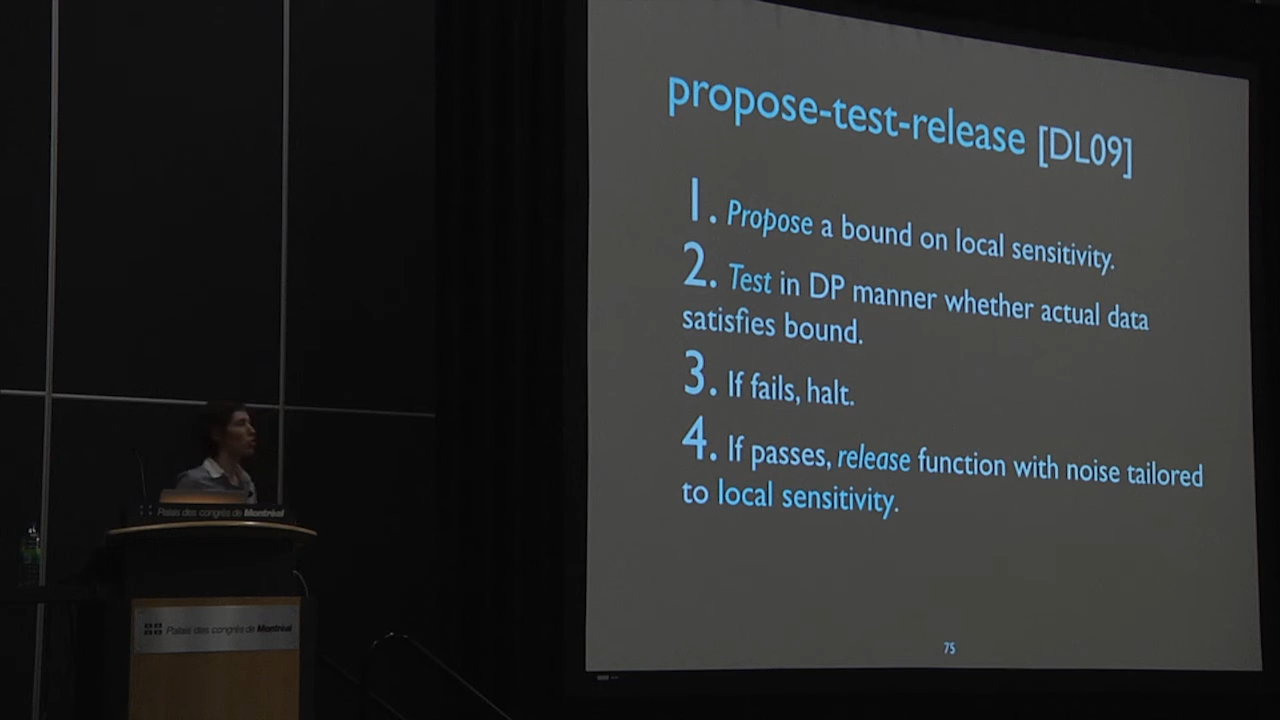 propose-test-release [DL09]
1. Propose a bound on local sensitivity.
2. Test in DP manner whether actual data
satisfies bound.
3. If fails, halt.
4. If passes, release function with noise tailored
to local sensitivity.
75
Palais des congrès de Montréal
Palais des congrès de Montréal